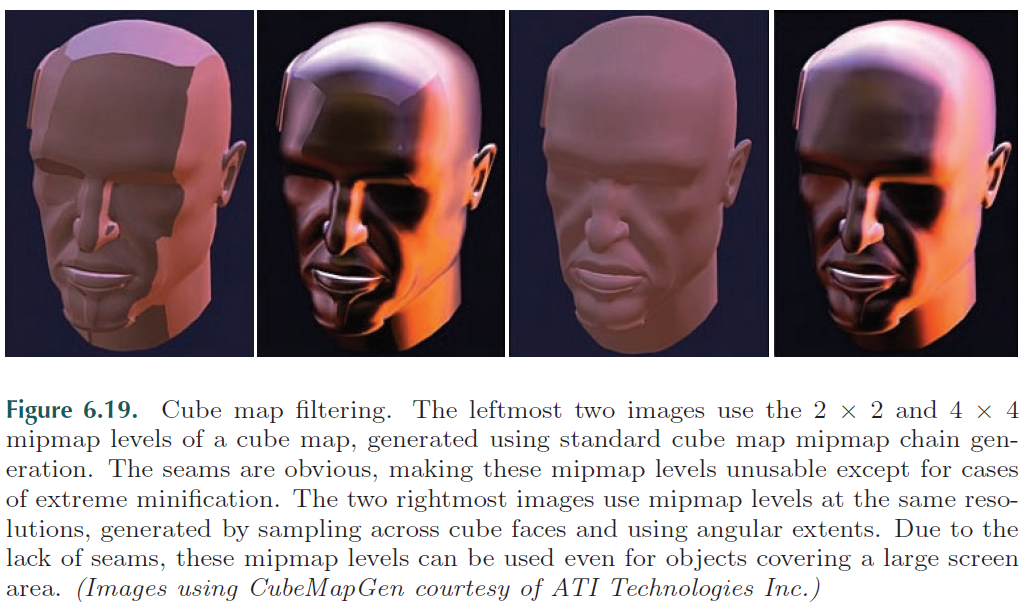 Figure 6.19. Cube map filtering. The leftmost two images use the 2 × 2 and 4 × 4
mipmap levels of a cube map, generated using standard cube map mipmap chain gen-
eration. The seams are obvious, making these mipmap levels unusable except for cases
of extreme minification. The two rightmost images use mipmap levels at the same reso-
lutions, generated by sampling across cube faces and using angular extents. Due to the
lack of seams, these mipmap levels can be used even for objects covering a large screen
area. (Images using CubeMapGen courtesy of ATI Technologies Inc.)